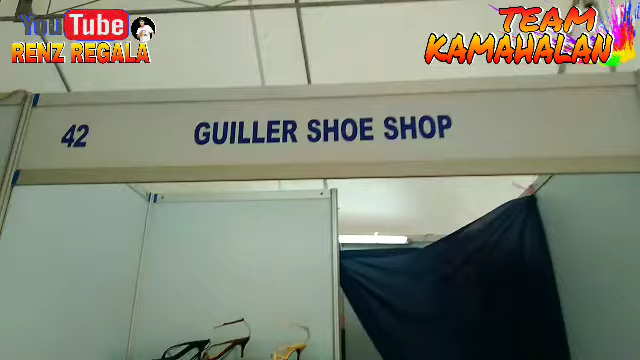 YouTube
RENZ REGALA
TEAM
KAMAHALAN
42 GUILLER SHOE SHOP